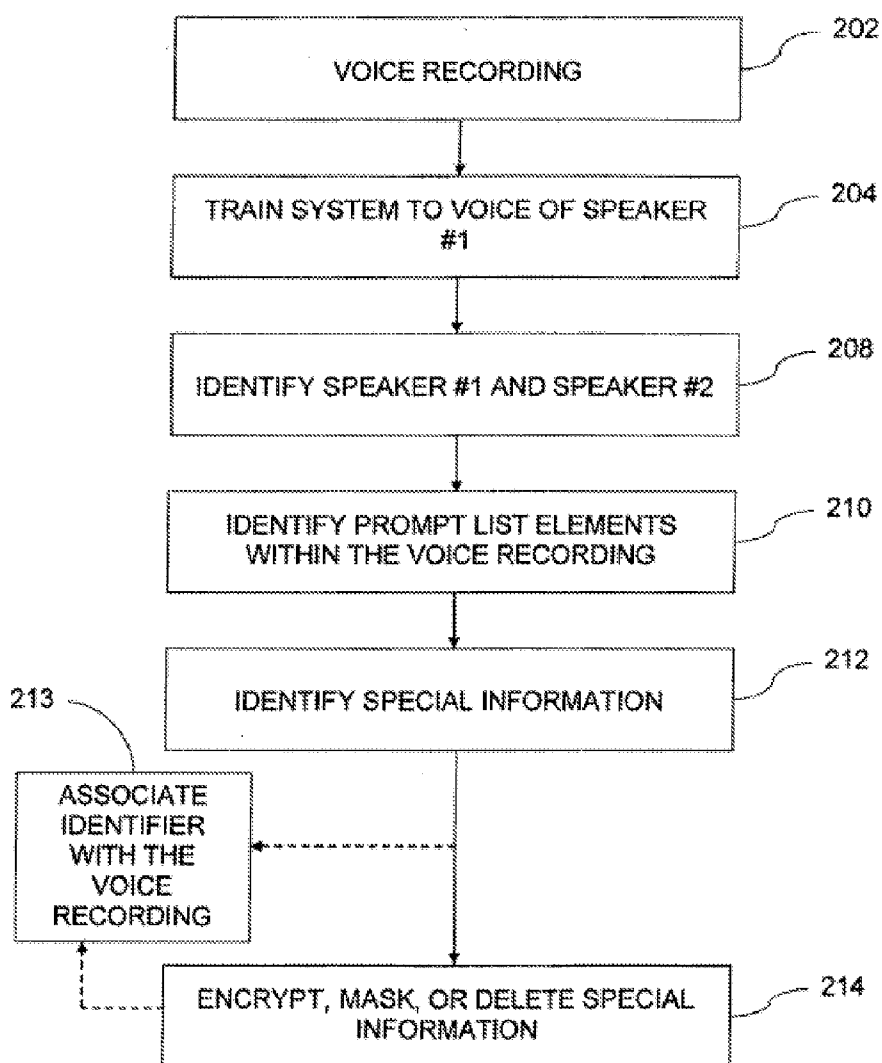 202
VOICE RECORDING
204
TRAIN SYSTEM TO VOICE OF SPEAKER
#1
208
IDENTIFY SPEAKER #1 AND SPEAKER #2
210
IDENTIFY PROMPT LIST ELEMENTS
WITHIN THE VOICE RECORDING
212
IDENTIFY SPECIAL INFORMATION
213
ASSOCIATE
IDENTIFIER
WITH THE
VOICE
RECORDING
214
ENCRYPT, MASK, OR DELETE SPECIAL
INFORMATION